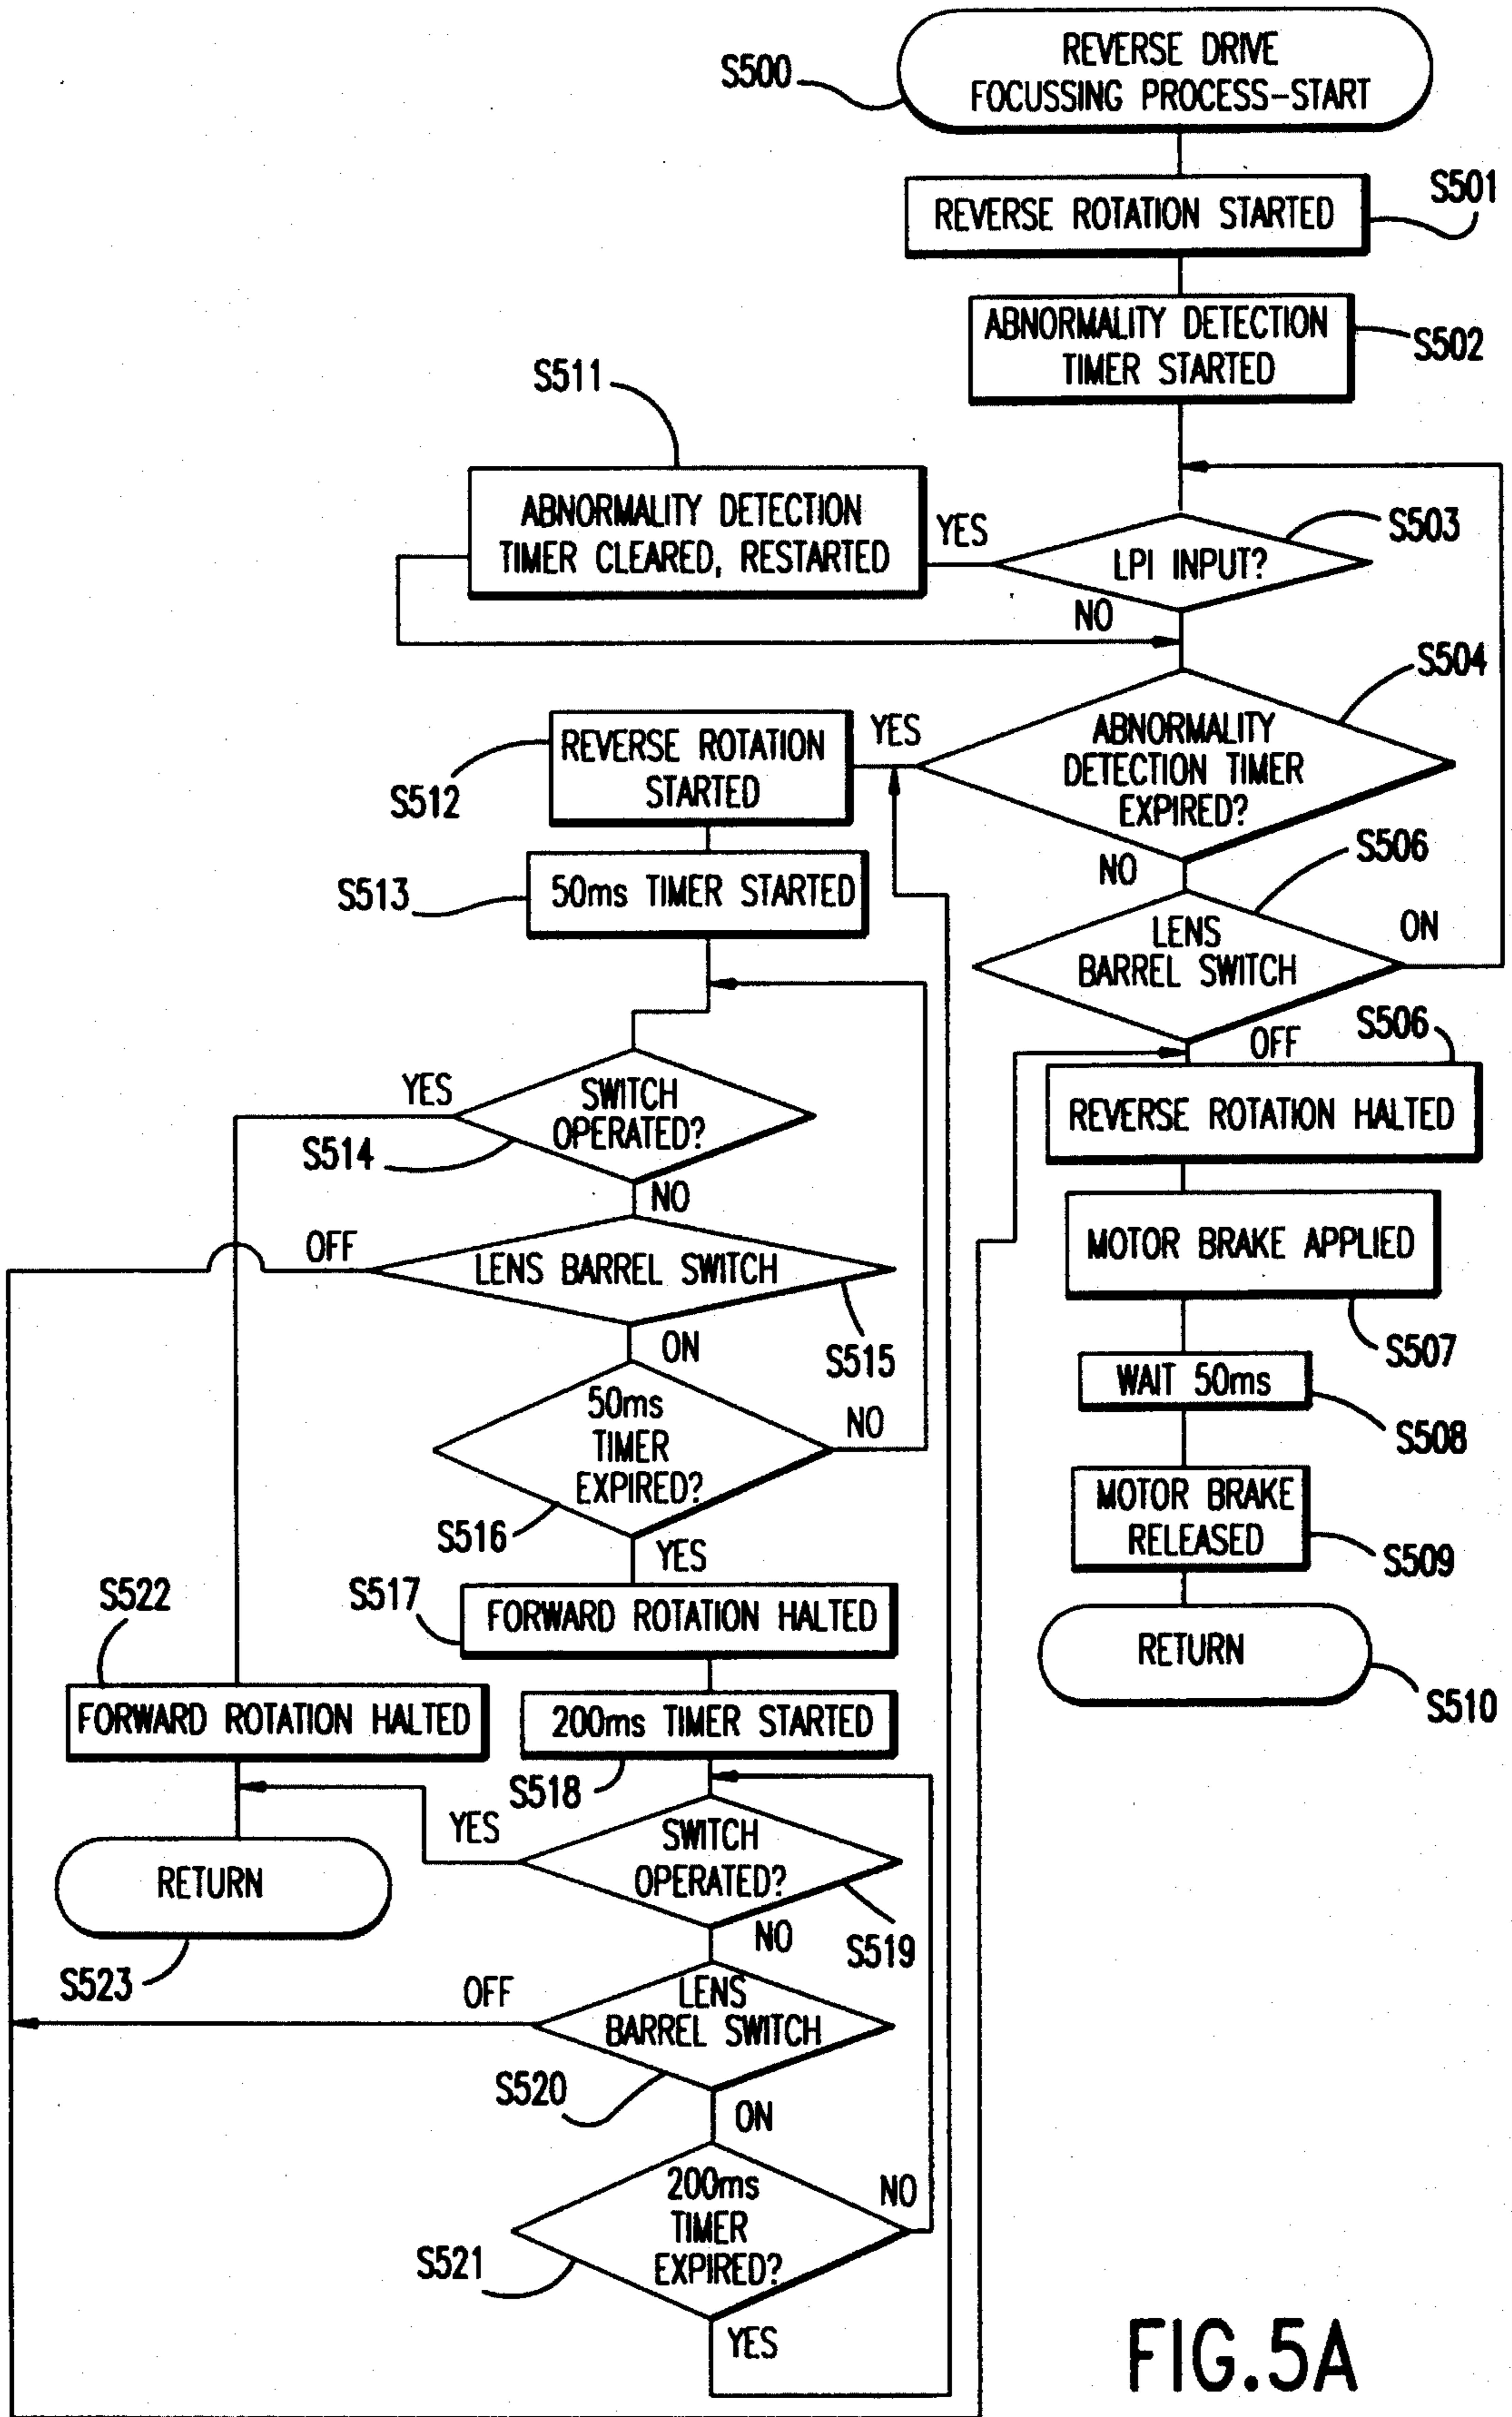 S500
REVERSE DRIVE
FOCUSSING PROCESS-START
REVERSE ROTATION STARTED
S501
ABNORMALITY DETECTION
TIMER STARTED
S502
S511
ABNORMALITY DETECTION
TIMER CLEARED, RESTARTED
YES
LPI INPUT?
S503
NO
S504
ABNORMALITY
DETECTION TIMER
EXPIRED?
YES
REVERSE ROTATION
STARTED
S512
NO
S506
S513
50ms TIMER STARTED
LENS
BARREL SWITCH
ON
OFF
S506
REVERSE ROTATION HALTED
YES
SWITCH
OPERATED?
S514
NO
MOTOR BRAKE APPLIED
S507
OFF
LENS BARREL SWITCH
S515
ON
WAIT 50ms
S508
50ms
TIMER
EXPIRED?
NO
S516
YES
MOTOR BRAKE
RELEASED
S509
S522
S517
FORWARD ROTATION HALTED
RETURN
S510
FORWARD ROTATION HALTED
200ms TIMER STARTED
S518
YES
SWITCH
OPERATED?
RETURN
S523
NO
S519
OFF
LENS
BARREL SWITCH
S520
ON
200ms
TIMER
EXPIRED?
NO
S521
YES
FIG.5A